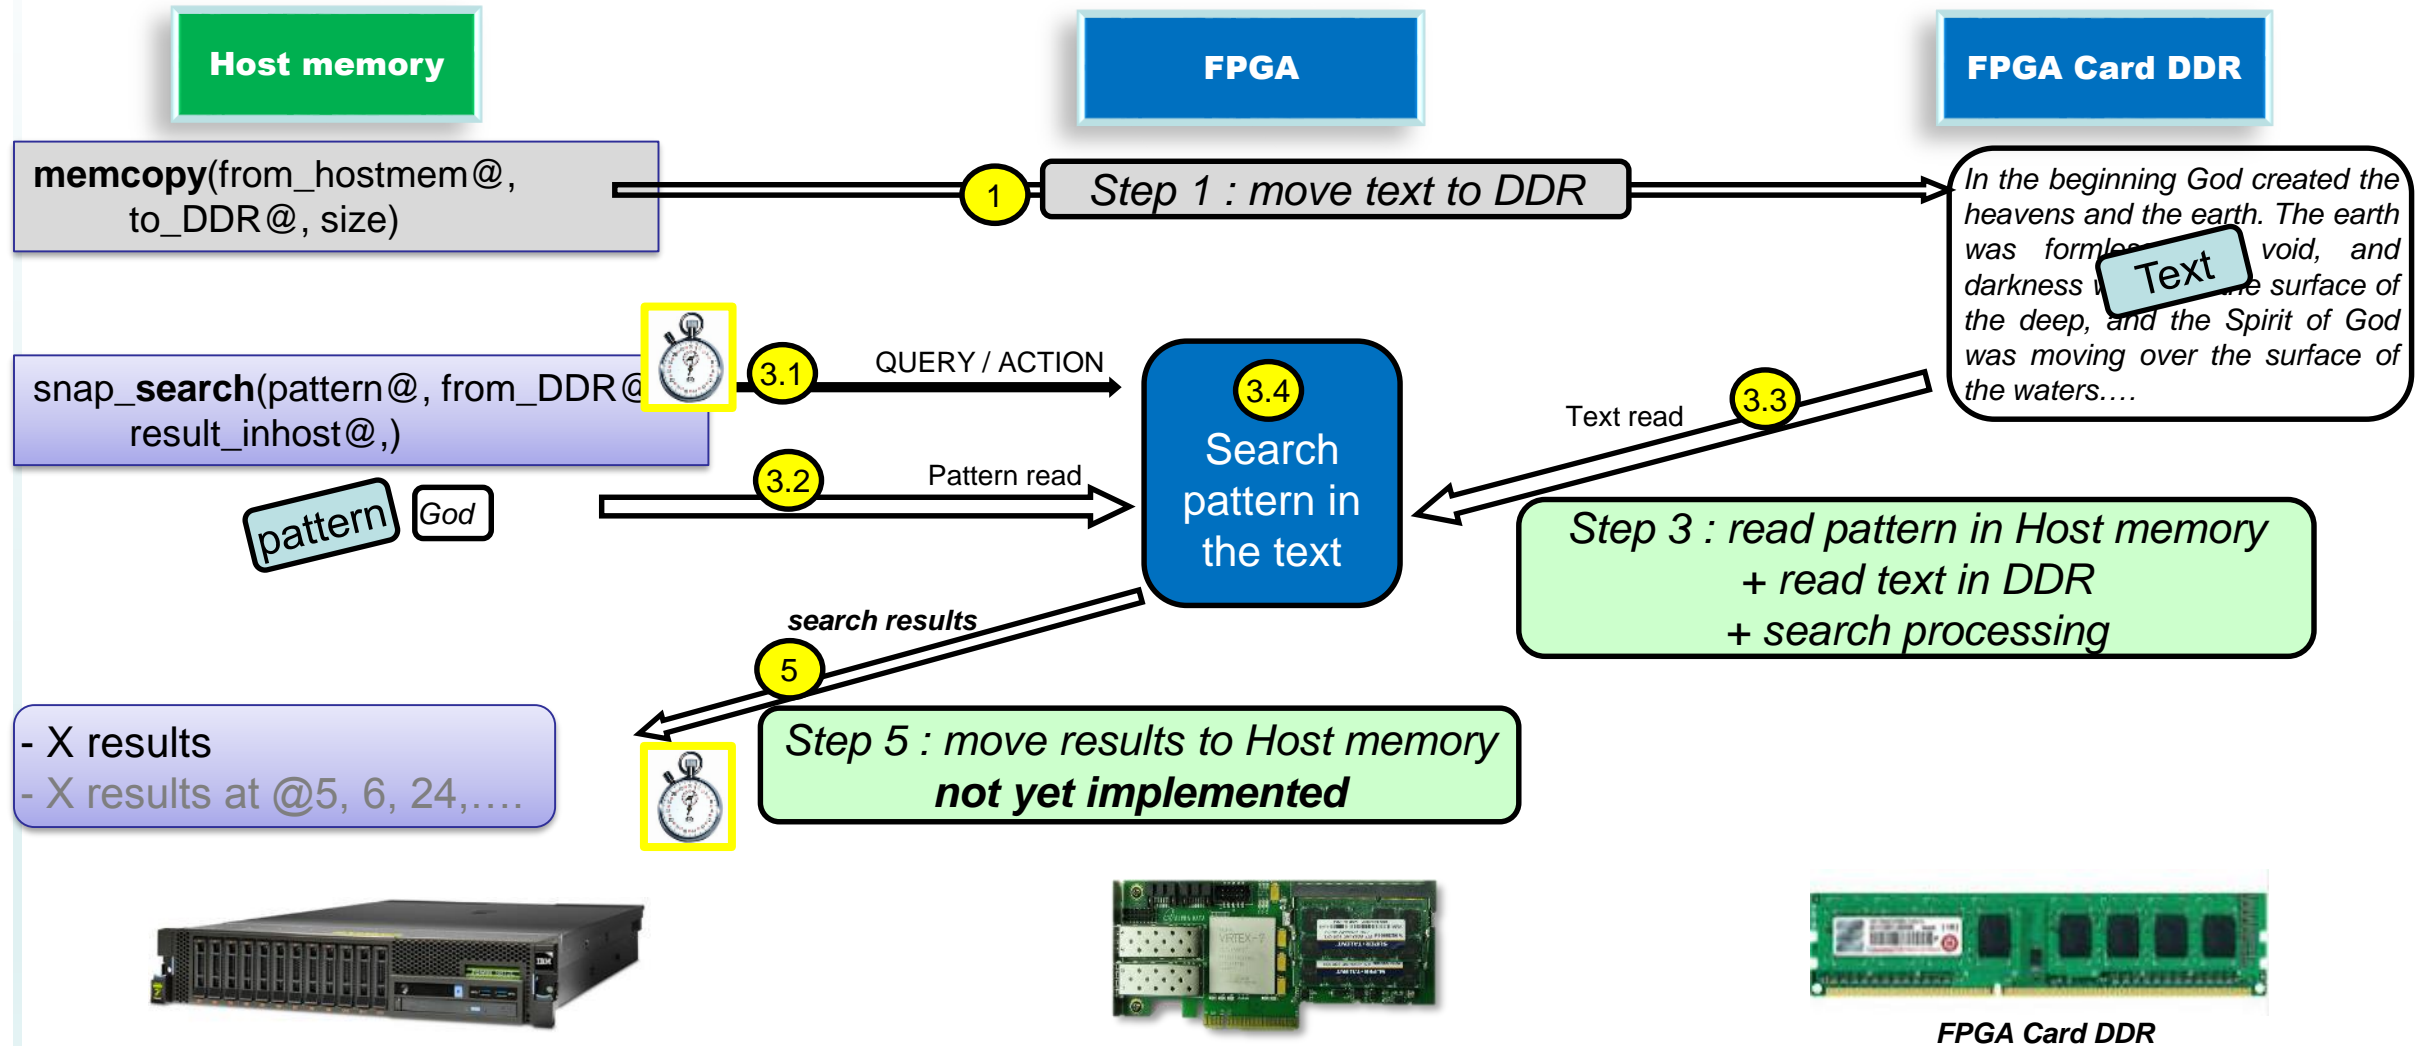 Host memory
FPGA
FPGA Card DDR
memcopy(from_hostmem@,
to_DDR@, size)
1
Step 1 : move text to DDR
In the beginning God created the
heavens and the earth. The earth
was void, and
darkness surface of
the deep, and the Spirit of God
was moving over the surface of
the waters….
Text
snap_search(pattern@, from_DDR@
result_inhost@,)
3.1
QUERY / ACTION
3.2
Pattern read
pattern
God
3.4
Search
pattern in
the text
3.3
Text read
Step 3 : read pattern in Host memory
+ read text in DDR
+ search processing
search results
5
Step 5 : move results to Host memory
not yet implemented
- X results
- X results at @5, 6, 24,….
IBM
VIRTEX-7
FPGA Card DDR